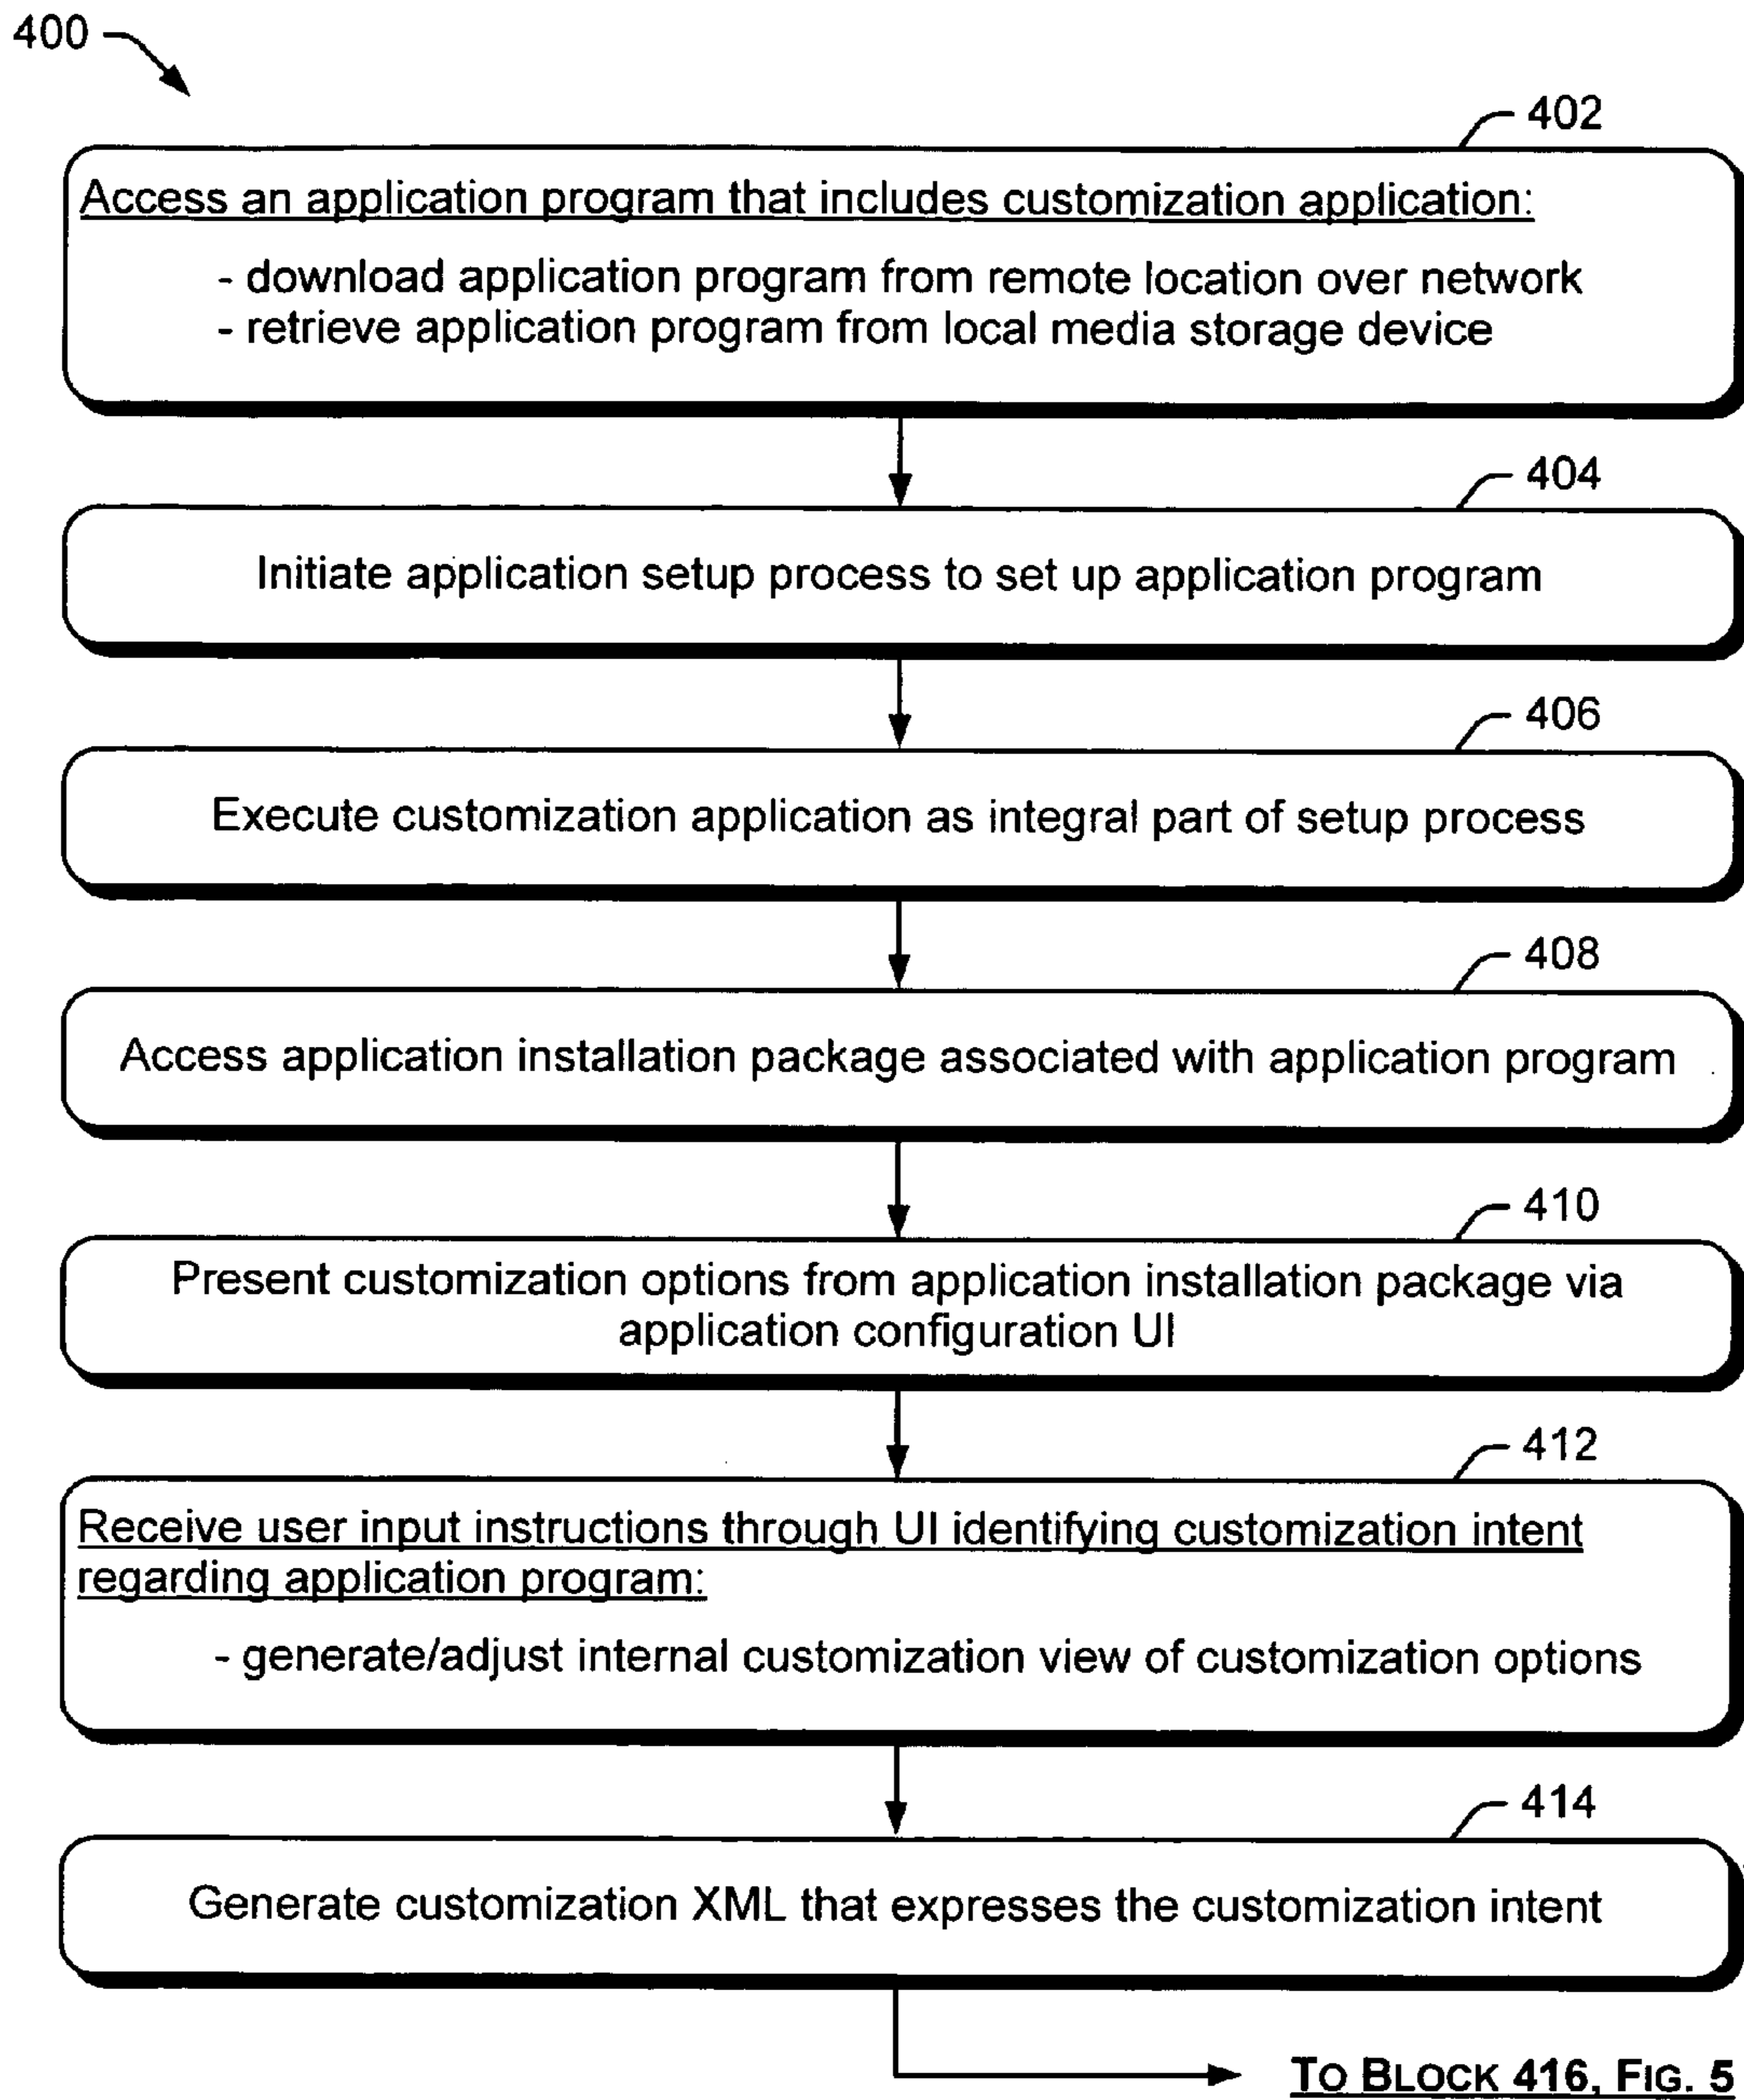 400
402
Access an application program that includes customization application:
- download application program from remote location over network
- retrieve application program from local media storage device
404
Initiate application setup process to set up application program
406
Execute customization application as integral part of setup process
408
Access application installation package associated with application program
410
Present customization options from application installation package via
application configuration UI
412
Receive user input instructions through UI identifying customization intent
regarding application program:
- generate/adjust internal customization view of customization options
414
Generate customization XML that expresses the customization intent
TO BLOCK 416, FIG. 5